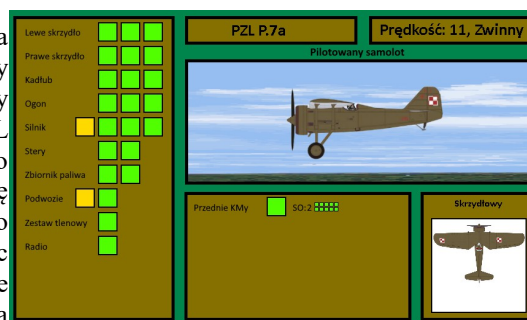 Lewe skrzydło
Prawe skrzydło
Kadłub
Ogon
Silnik
Stery
Zbiornik paliwa
Podwozie
Zestaw tlenowy
Radio
PZL P.7a
Prędkość: 11, Zwinny
Pilotowany samolot
Przednie KMy
SO:2
Skrzydłowy